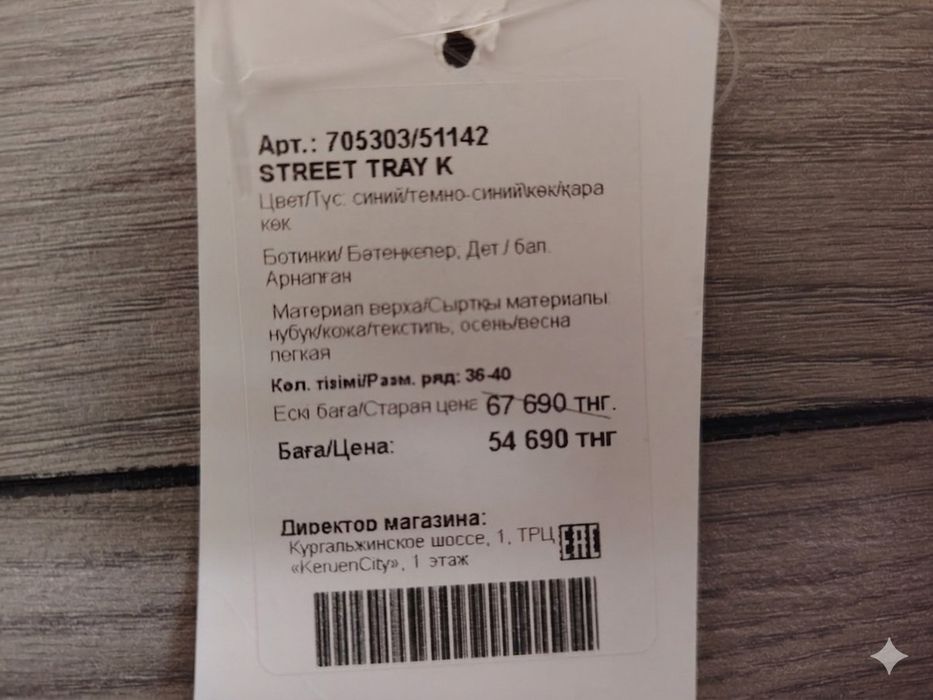 Арт.: 705303/51142
STREET TRAY K
Цвет/Түс: синий/темно-синий\көк/қара
көк
Ботинки/ Бәтеңкелер, Дет / бал.
Арналған
Материал верха/Сыртқы материалы:
нубук/кожа/текстиль, осень/весна
легкая
Көл. тізімі/Разм. ряд: 36-40
Ескі баға/Старая цена 67 690 тнг.
Баға/Цена: 54 690 тнг
Директор магазина:
Кургальжинское шоссе, 1, ТРЦ
«KeruenCity», 1 этаж
EAC